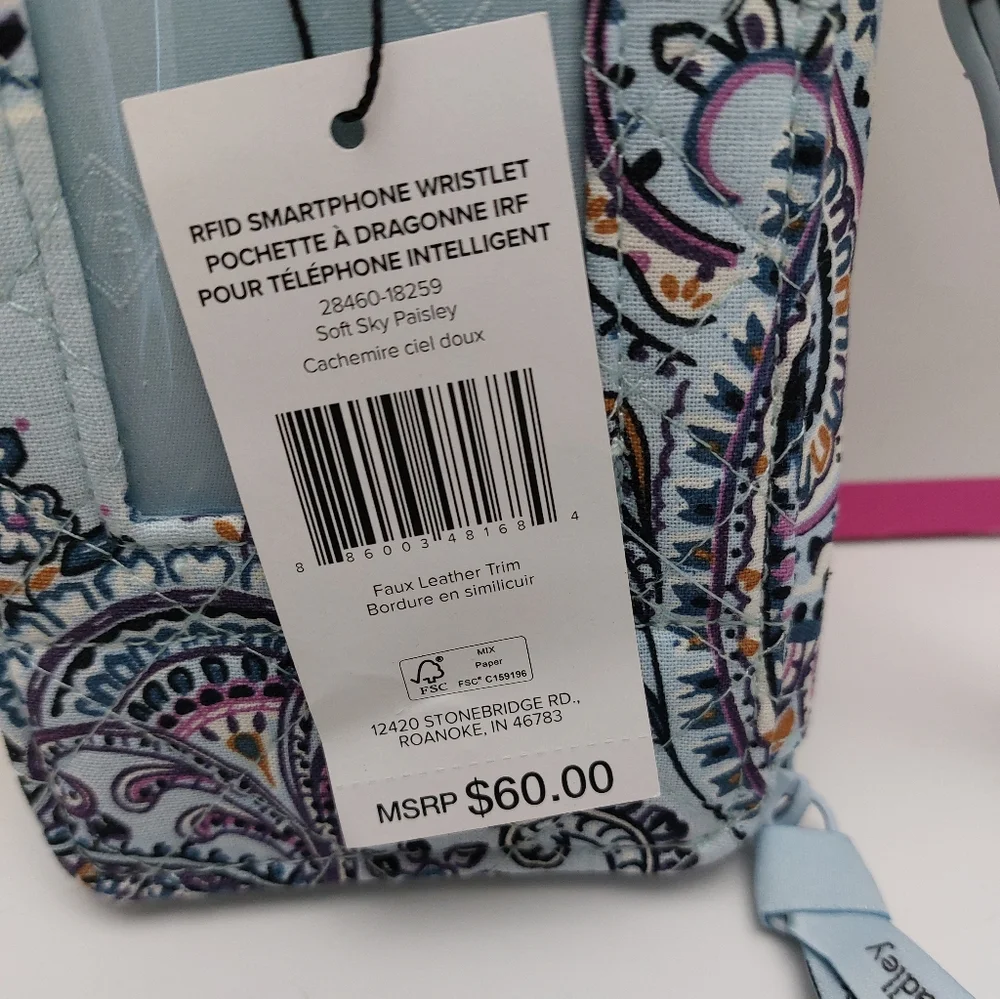 RFID SMARTPHONE WRISTLET
POCHETTE À DRAGONNE IRF
POUR TÉLÉPHONE INTELLIGENT
28460-18259
Soft Sky Paisley
Cachemire ciel doux
8 86003 48168 4
Faux Leather Trim
Bordure en similicuir
FSC
MIX
Paper
FSC® C159196
12420 STONEBRIDGE RD.,
ROANOKE, IN 46783
MSRP $60.00